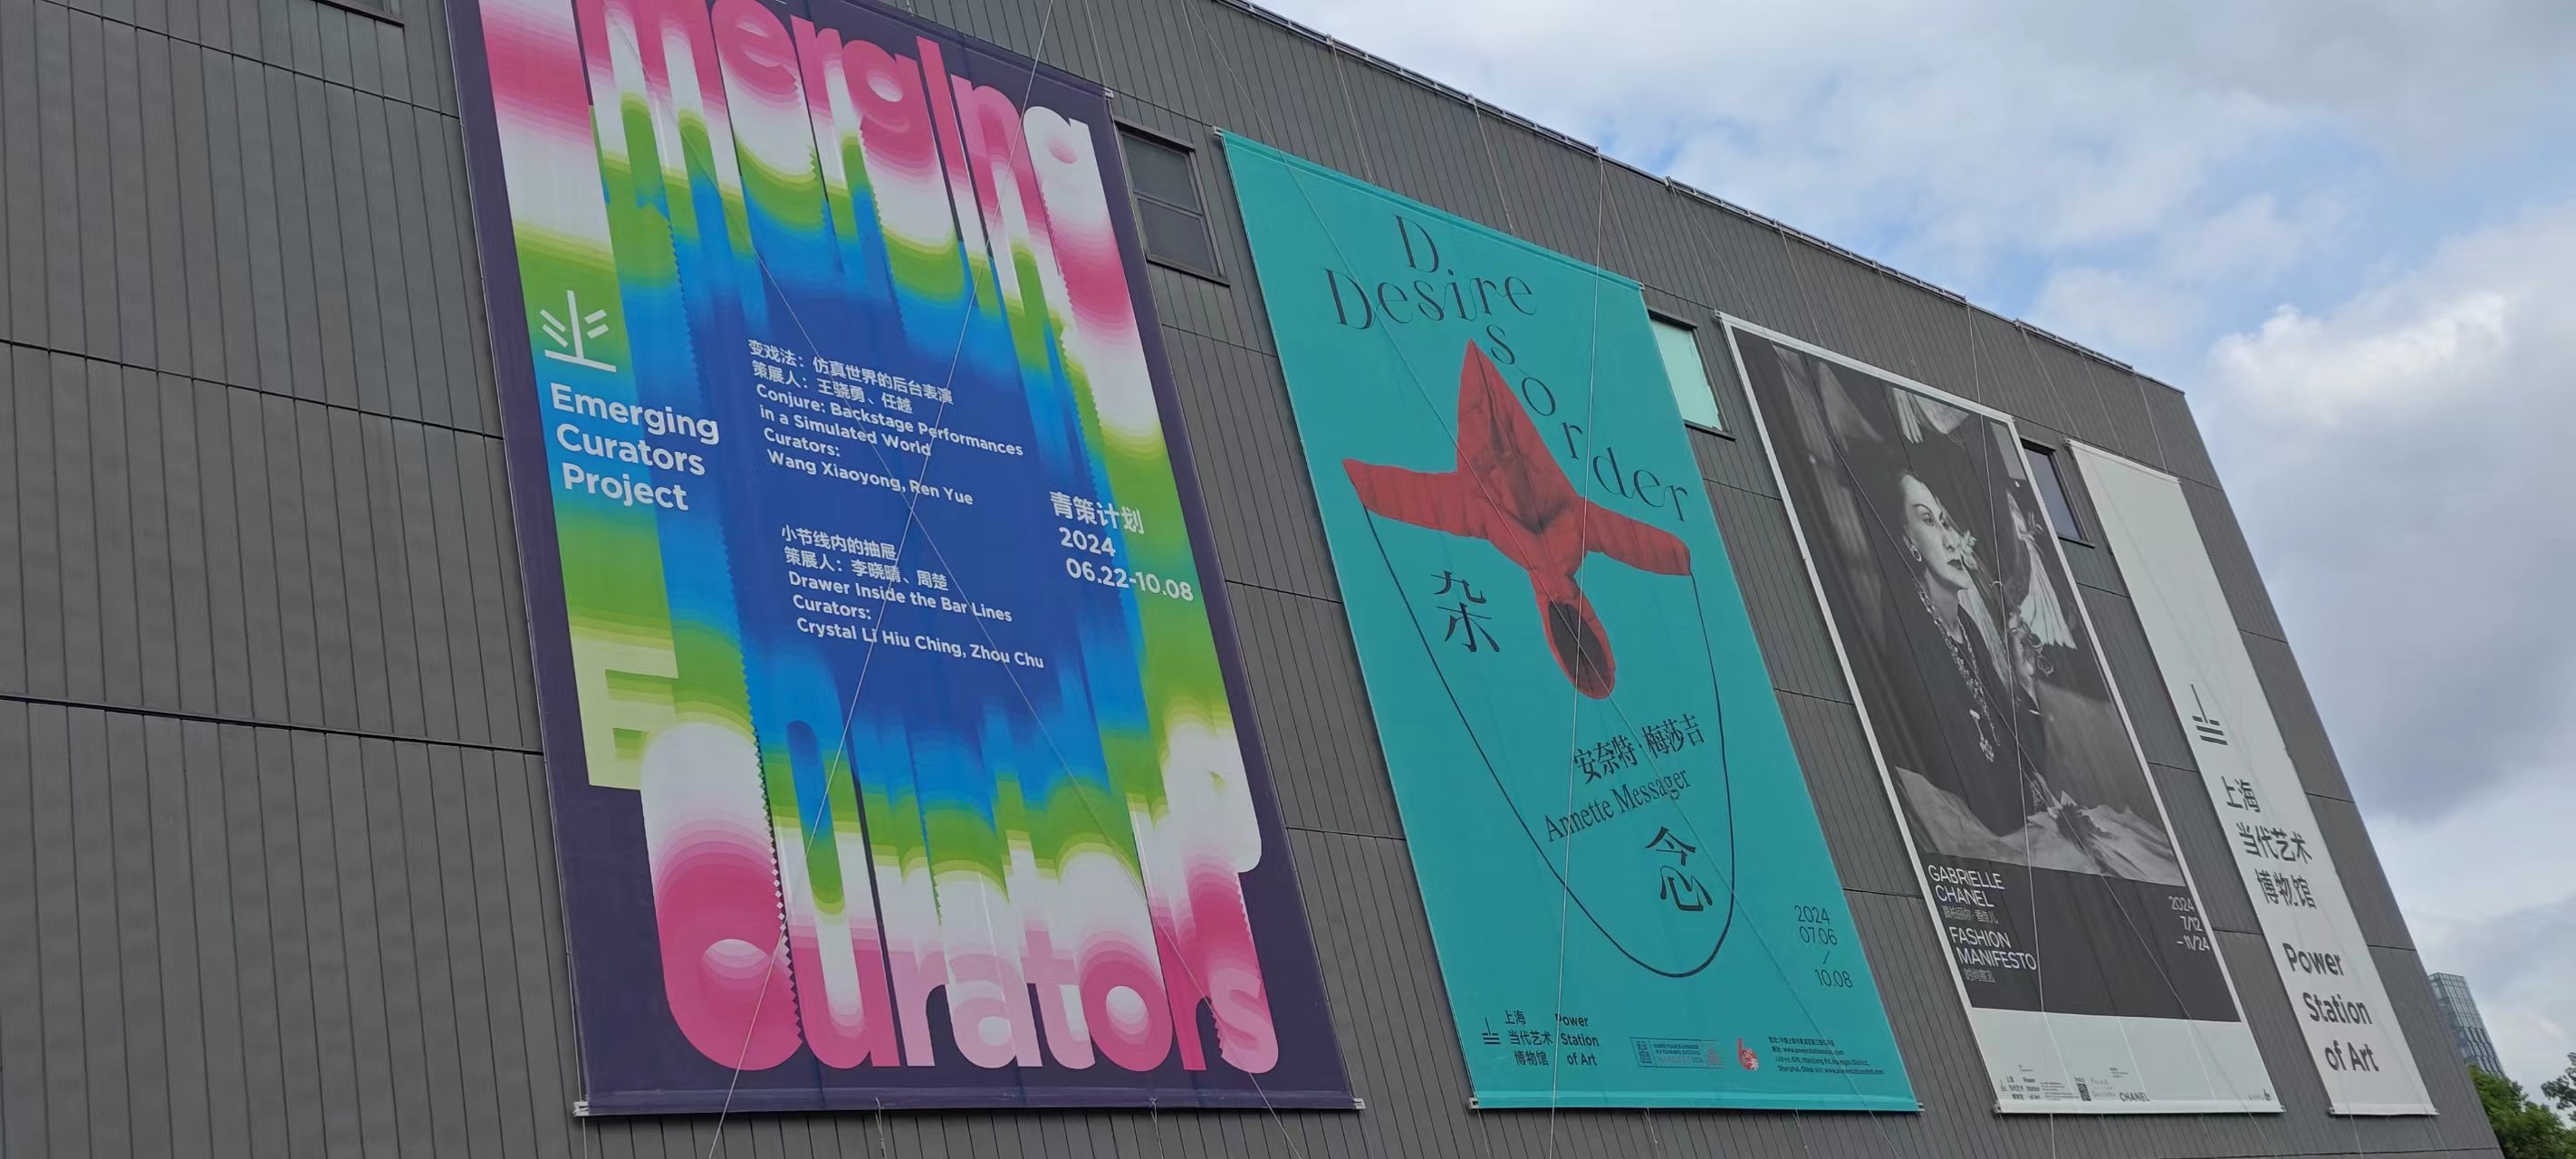 Emerging
Curators
Emerging
Curators
Project
变戏法：仿真世界的后台表演
策展人：王骁勇、任越
Conjure: Backstage Performances
in a Simulated World
Curators:
Wang Xiaoyong, Ren Yue
小节线内的抽屉
策展人：李晓晴、周楚
Drawer Inside the Bar Lines
Curators:
Crystal Li Hiu Ching, Zhou Chu
青策计划
2024
06.22-10.08
Desire
Disorder
杂
念
安奈特·梅莎吉
Annette Messager
2024
07.06
/
10.08
上海
当代艺术
博物馆
Power
Station
of Art
GABRIELLE
CHANEL
FASHION
MANIFESTO
时尚宣言
2024
7/12
-11/24
CHANEL
上海
当代艺术
博物馆
Power
Station
of Art